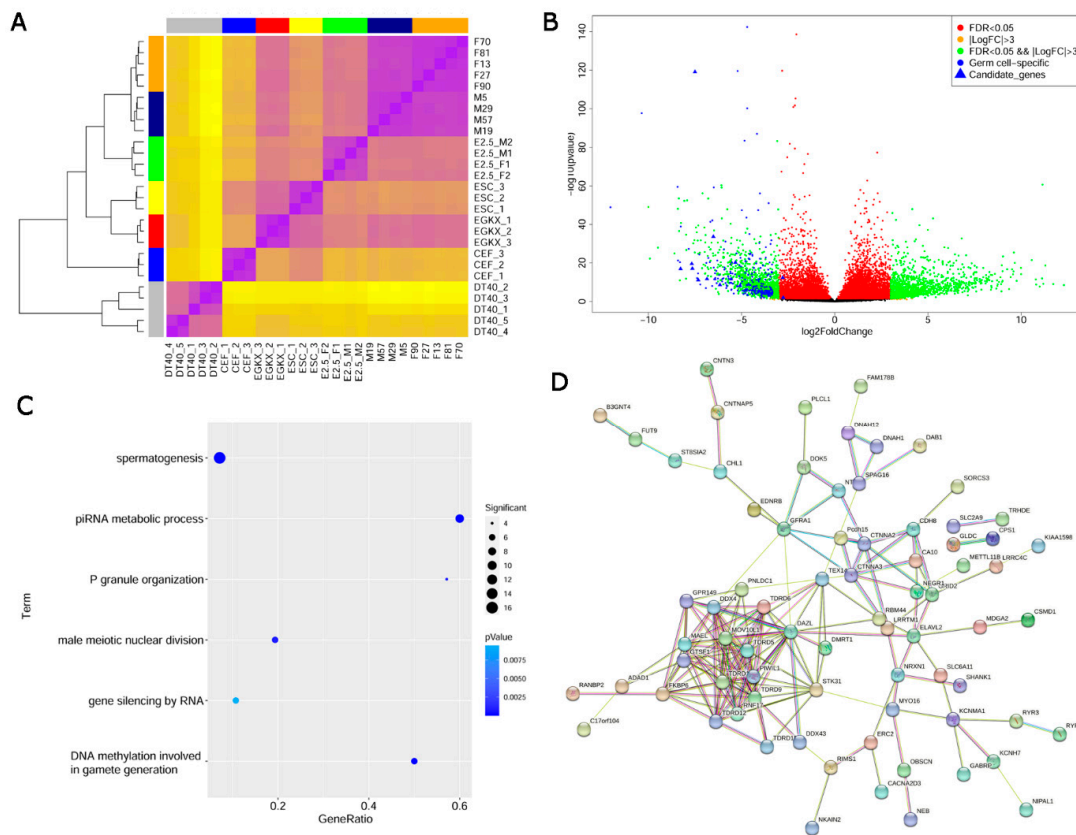 A
F70
F81
F13
F27
F90
M5
M29
M57
M19
E2.5_M2
E2.5_M1
E2.5_F1
E2.5_F2
ESC_3
ESC_2
ESC_1
EGKX_1
EGKX_2
EGKX_3
CEF_3
CEF_2
CEF_1
DT40_2
DT40_3
DT40_1
DT40_5
DT40_4
DT40_4
DT40_5
DT40_1
DT40_3
DT40_2
CEF_1
CEF_2
CEF_3
EGKX_3
EGKX_2
EGKX_1
ESC_1
ESC_2
ESC_3
E2.5_F2
E2.5_F1
E2.5_M1
E2.5_M2
M19
M57
M29
M5
F90
F27
F13
F81
F70
B
FDR<0.05
|LogFC|>3
FDR<0.05 && |LogFC|>3
Germ cell-specific
Candidate_genes
140
120
100
80
60
40
20
0
-log10(pvalue)
−10
−5
0
5
10
log2FoldChange
C
Term
spermatogenesis
piRNA metabolic process
P granule organization
male meiotic nuclear division
gene silencing by RNA
DNA methylation involved
in gamete generation
0.2
0.4
0.6
GeneRatio
Significant
4
6
8
10
12
14
16
pValue
0.0075
0.0050
0.0025
D
CNTN3
FAM178B
B3GNT4
CNTNAP5
PLCL1
FUT9
DNAH12
DNAH1
DAB1
ST8SIA2
CHL1
DOK5
SPAG16
EDNRB
SORCS3
GFRA1
Pcdh15
CTNNA2
CDH8
SLC2A9
TRHDE
GLDC
CPS1
KIAA1598
CTNNA3
CA10
METTL11B
LRRC4C
TEX14
NEGR1
PNLDC1
GPR149
DDX4
TDRD6
RBM44
LRRTM1
MDGA2
CSMD1
MAEL
MOV10L1
TDRD5
DAZL
DMRT1
ELAVL2
GTSF1
PIWIL1
NRXN1
SLC6A11
SHANK1
RANBP2
ADAD1
FKBP6
TDRD9
STK31
RNF17
MYO16
KCNMA1
RYR3
C17orf104
TDRD12
DDX43
ERC2
RIMS1
OBSCN
GABRP
KCNH7
CACNA2D3
NIPAL1
NKAIN2
NEB